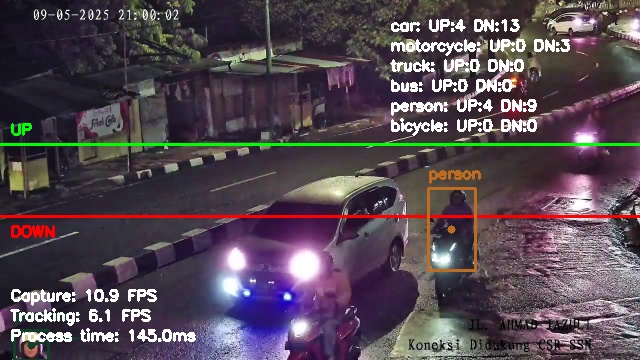 09-05-2025 21:00:02
car: UP:4 DN:13
motorcycle: UP:0 DN:3
truck: UP:0 DN:0
bus: UP:0 DN:0
person: UP:4 DN:9
bicycle: UP:0 DN:0
UP
person
DOWN
Capture: 10.9 FPS
Tracking: 6.1 FPS
Process time: 145.0ms
JL. AHMAD YAZULI
Koneksi Didukung CSR SSN